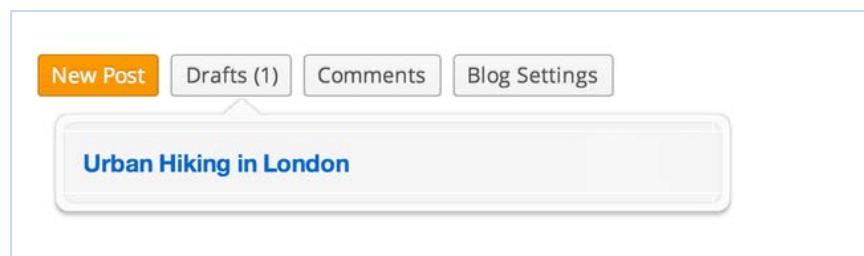 New Post Drafts (1) Comments Blog Settings
Urban Hiking in London